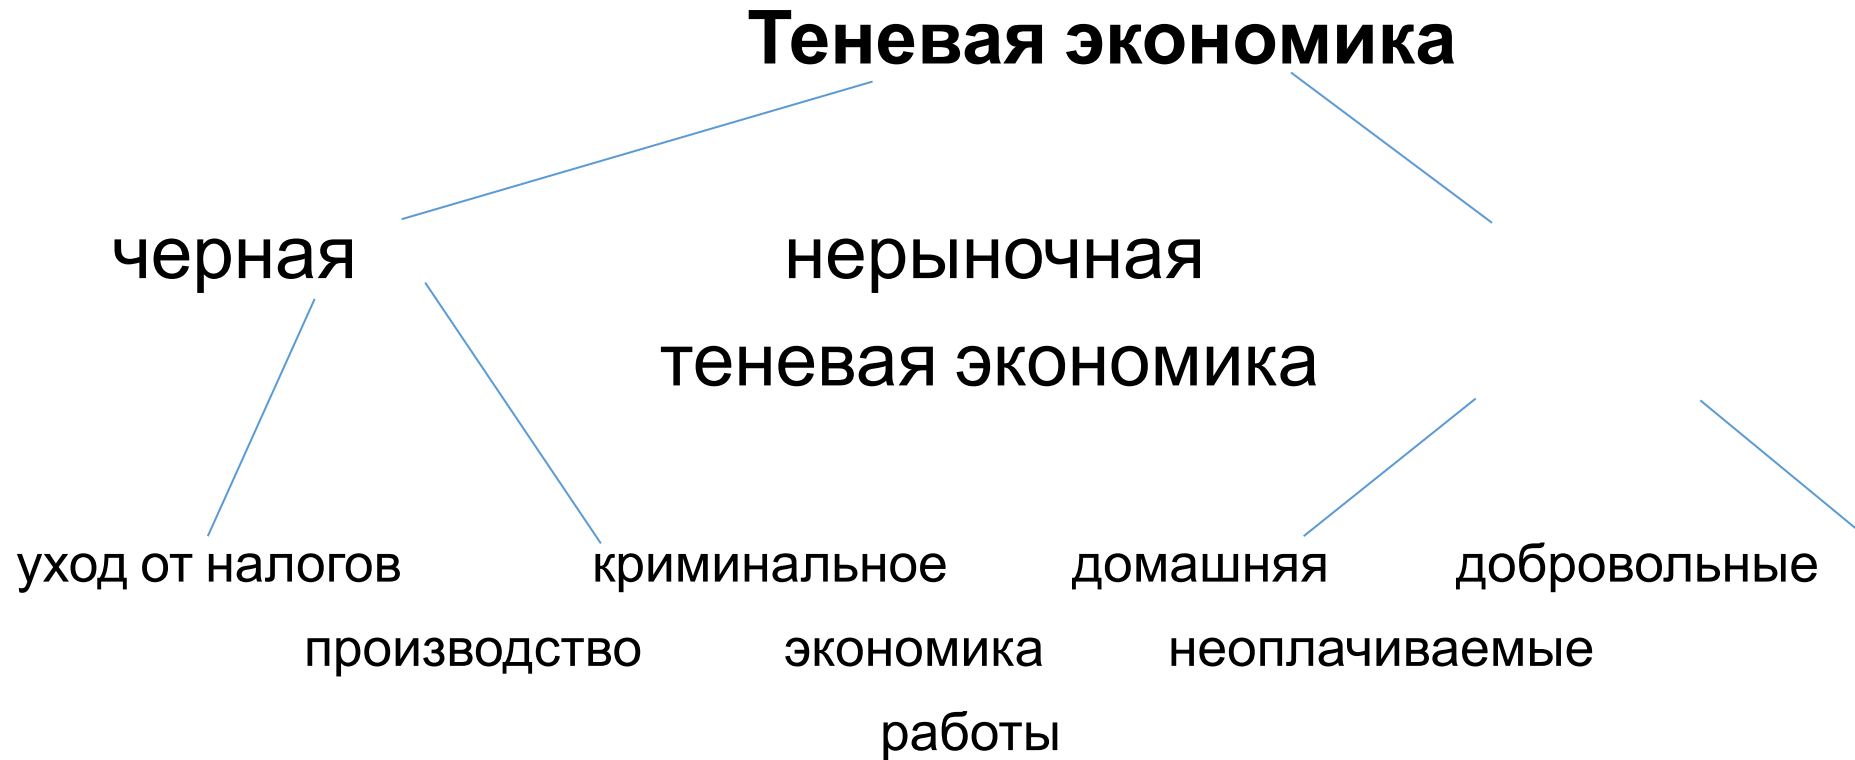 Теневая экономика
черная нерыночная
теневая экономика
уход от налогов криминальное домашняя добровольные
производство экономика неоплачиваемые
работы